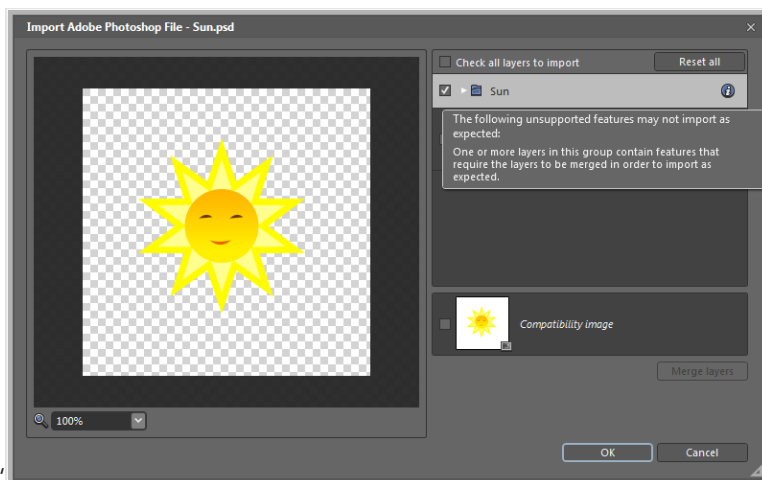 Import Adobe Photoshop File - Sun.psd
Check all layers to import
Reset all
Sun
The following unsupported features may not import as
expected:
One or more layers in this group contain features that
require the layers to be merged in order to import as
expected.
Compatibility image
Merge layers
100%
OK
Cancel